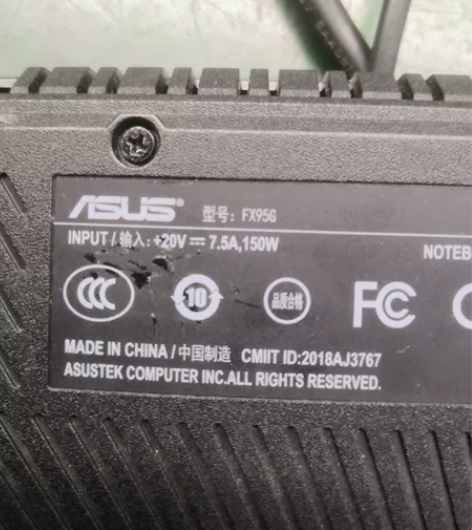 ASUS® 型号: FX95G
INPUT / 输入: +20V ⎓ 7.5A, 150W
NOTEB
CCC 10 品质合格 FC
MADE IN CHINA / 中国制造 CMIIT ID:2018AJ3767
ASUSTEK COMPUTER INC.ALL RIGHTS RESERVED.